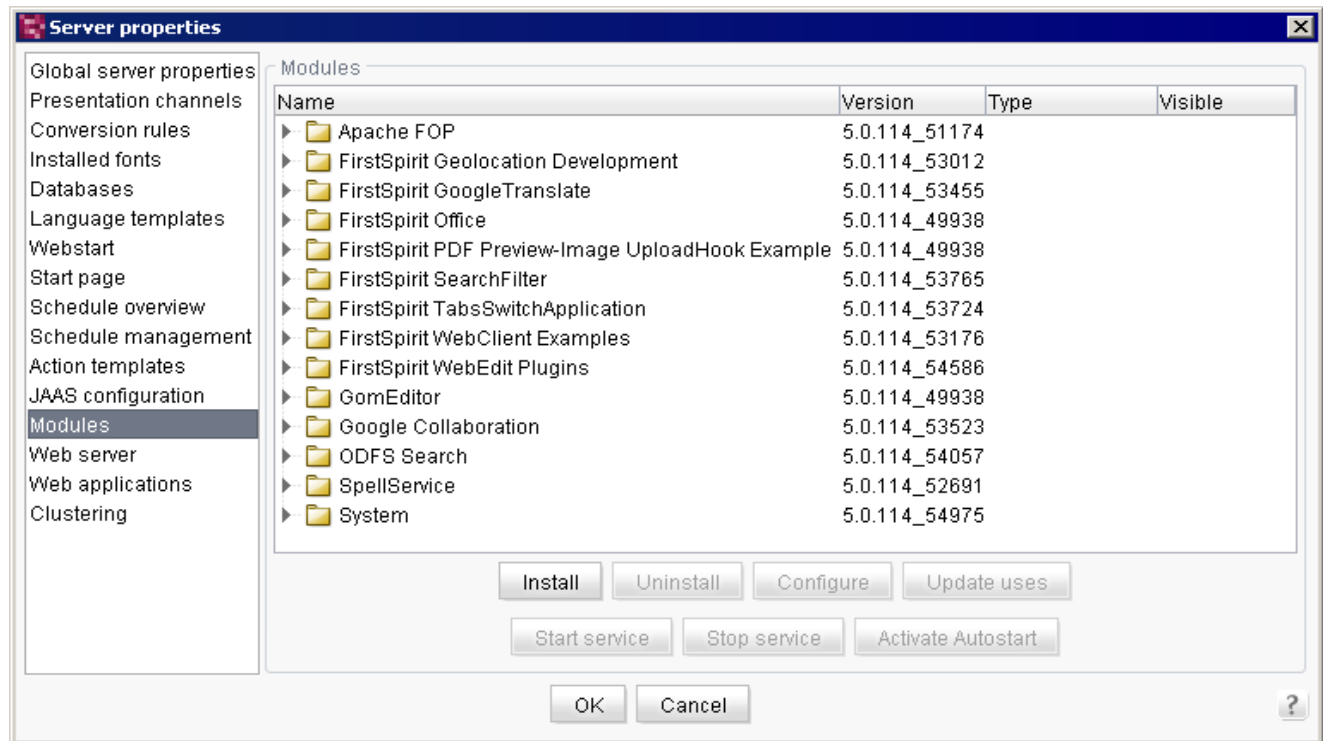 Server properties
Global server properties
Presentation channels
Conversion rules
Installed fonts
Databases
Language templates
Webstart
Start page
Schedule overview
Schedule management
Action templates
JAAS configuration
Modules
Web server
Web applications
Clustering
Modules
Name Version Type Visible
Apache FOP 5.0.114_51174
FirstSpirit Geolocation Development 5.0.114_53012
FirstSpirit GoogleTranslate 5.0.114_53455
FirstSpirit Office 5.0.114_49938
FirstSpirit PDF Preview-Image UploadHook Example 5.0.114_49938
FirstSpirit SearchFilter 5.0.114_53765
FirstSpirit TabsSwitchApplication 5.0.114_53724
FirstSpirit WebClient Examples 5.0.114_53176
FirstSpirit WebEdit Plugins 5.0.114_54586
GomEditor 5.0.114_49938
Google Collaboration 5.0.114_53523
ODFS Search 5.0.114_54057
SpellService 5.0.114_52691
System 5.0.114_54975
Install Uninstall Configure Update uses
Start service Stop service Activate Autostart
OK Cancel ?